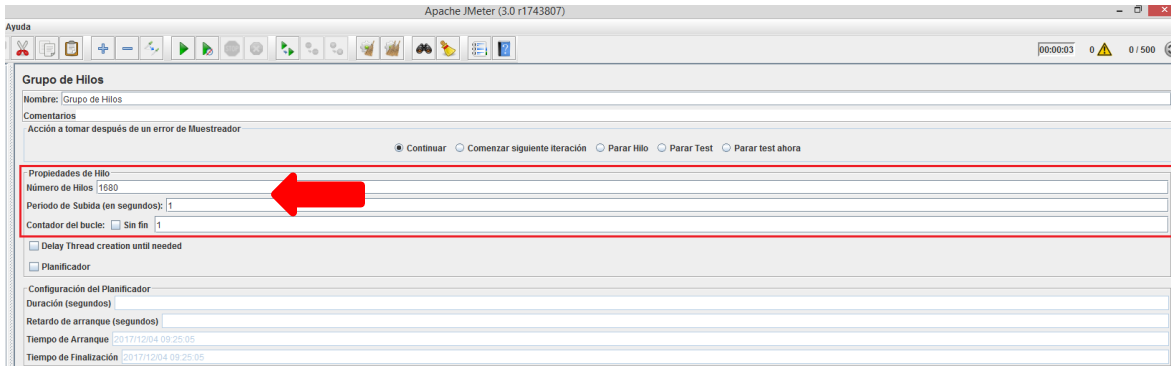 Apache JMeter (3.0 r1743807)
Ayuda
00:00:03 0 0 / 500
Grupo de Hilos
Nombre: Grupo de Hilos
Comentarios
Acción a tomar después de un error de Muestreador
Continuar Comenzar siguiente iteración Parar Hilo Parar Test Parar test ahora
Propiedades de Hilo
Número de Hilos 1680
Periodo de Subida (en segundos): 1
Contador del bucle: Sin fin 1
Delay Thread creation until needed
Planificador
Configuración del Planificador
Duración (segundos)
Retardo de arranque (segundos)
Tiempo de Arranque 2017/12/04 09:25:05
Tiempo de Finalización 2017/12/04 09:25:05